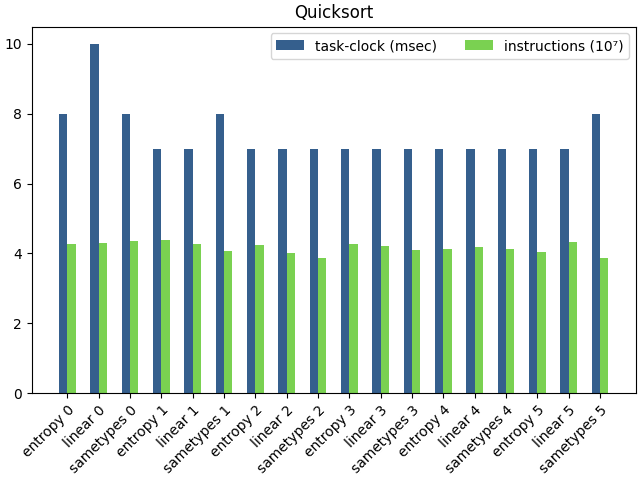 Quicksort
task-clock (msec)
instructions (10⁷)
10
8
6
4
2
0
entropy 0
linear 0
sametypes 0
entropy 1
linear 1
sametypes 1
entropy 2
linear 2
sametypes 2
entropy 3
linear 3
sametypes 3
entropy 4
linear 4
sametypes 4
entropy 5
linear 5
sametypes 5